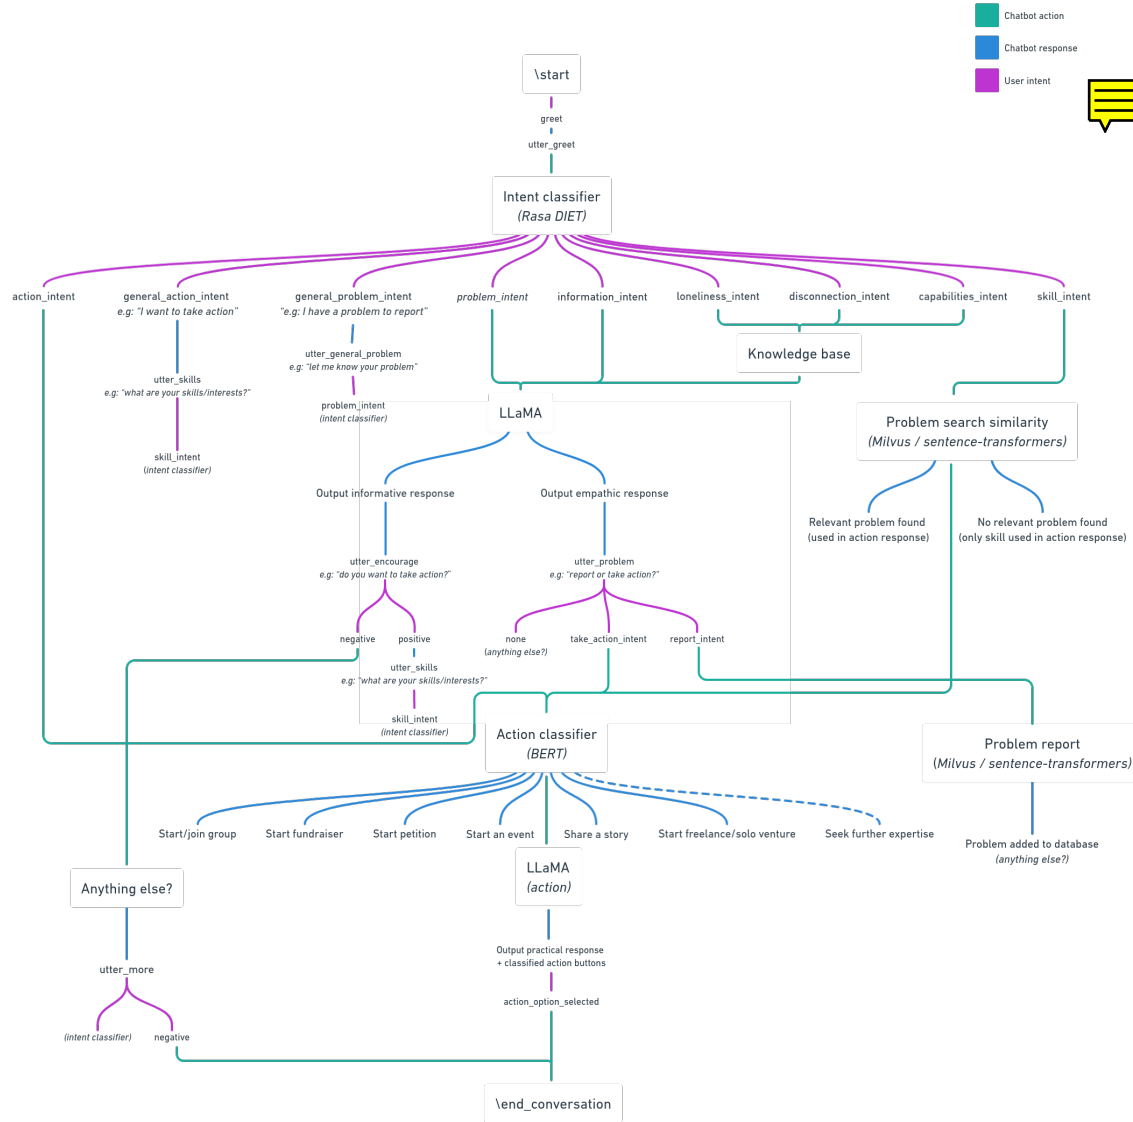 Chatbot action
Chatbot response
User intent
\start
greet
utter_greet
Intent classifier
(Rasa DIET)
action_intent
general_action_intent
e.g: "I want to take action"
general_problem_intent
"e.g: I have a problem to report"
problem_intent
information_intent
loneliness_intent
disconnection_intent
capabilities_intent
skill_intent
utter_general_problem
e.g: "let me know your problem"
Knowledge base
utter_skills
e.g: "what are your skills/interests?"
problem_intent
(intent classifier)
LLaMA
Problem search similarity
(Milvus / sentence-transformers)
skill_intent
(intent classifier)
Output informative response
Output empathic response
Relevant problem found
(used in action response)
No relevant problem found
(only skill used in action response)
utter_encourage
e.g: "do you want to take action?"
utter_problem
e.g: "report or take action?"
negative
positive
none
(anything else?)
take_action_intent
report_intent
utter_skills
e.g: "what are your skills/interests?"
skill_intent
(intent classifier)
Action classifier
(BERT)
Problem report
(Milvus / sentence-transformers)
Start/join group
Start fundraiser
Start petition
Start an event
Share a story
Start freelance/solo venture
Seek further expertise
Problem added to database
(anything else?)
LLaMA
(action)
Anything else?
Output practical response
+ classified action buttons
utter_more
action_option_selected
(intent classifier)
negative
\end_conversation